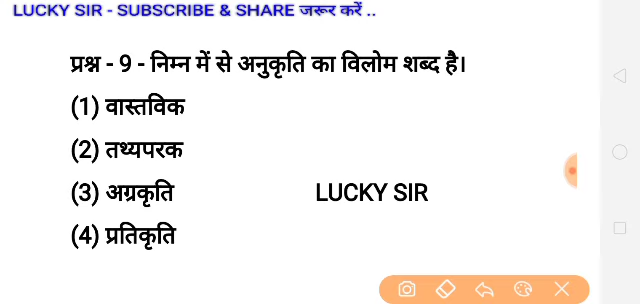 LUCKY SIR - SUBSCRIBE & SHARE जरूर करें ..
प्रश्न - 9 - निम्न में से अनुकृति का विलोम शब्द है।
(1) वास्तविक
(2) तथ्यपरक
(3) अग्रकृति LUCKY SIR
(4) प्रतिकृति